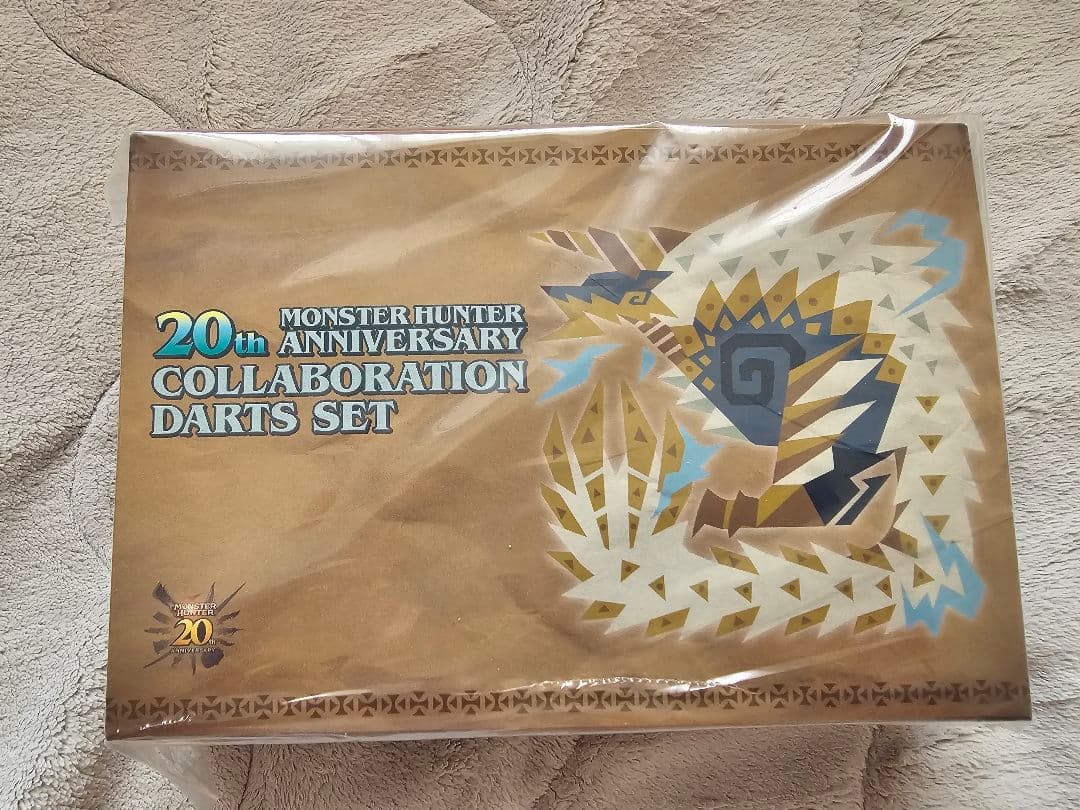 20th MONSTER HUNTER
ANNIVERSARY
COLLABORATION
DARTS SET
MONSTER
HUNTER
20th
ANNIVERSARY